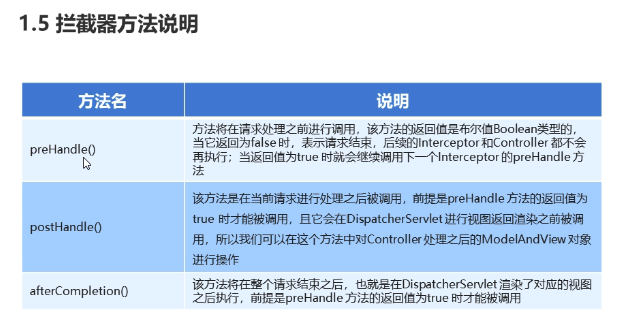 1.5 拦截器方法说明
方法名
说明
preHandle()
方法将在请求处理之前进行调用，该方法的返回值是布尔值Boolean类型的，
当它返回为false 时，表示请求结束，后续的Interceptor 和Controller 都不会
再执行；当返回值为true 时就会继续调用下一个Interceptor 的preHandle 方
法
postHandle()
该方法是在当前请求进行处理之后被调用，前提是preHandle 方法的返回值为
true 时才能被调用，且它会在DispatcherServlet 进行视图返回渲染之前被调
用，所以我们可以在这个方法中对Controller 处理之后的ModelAndView 对象
进行操作
afterCompletion()
该方法将在整个请求结束之后，也就是在DispatcherServlet 渲染了对应的视图
之后执行，前提是preHandle 方法的返回值为true 时才能被调用